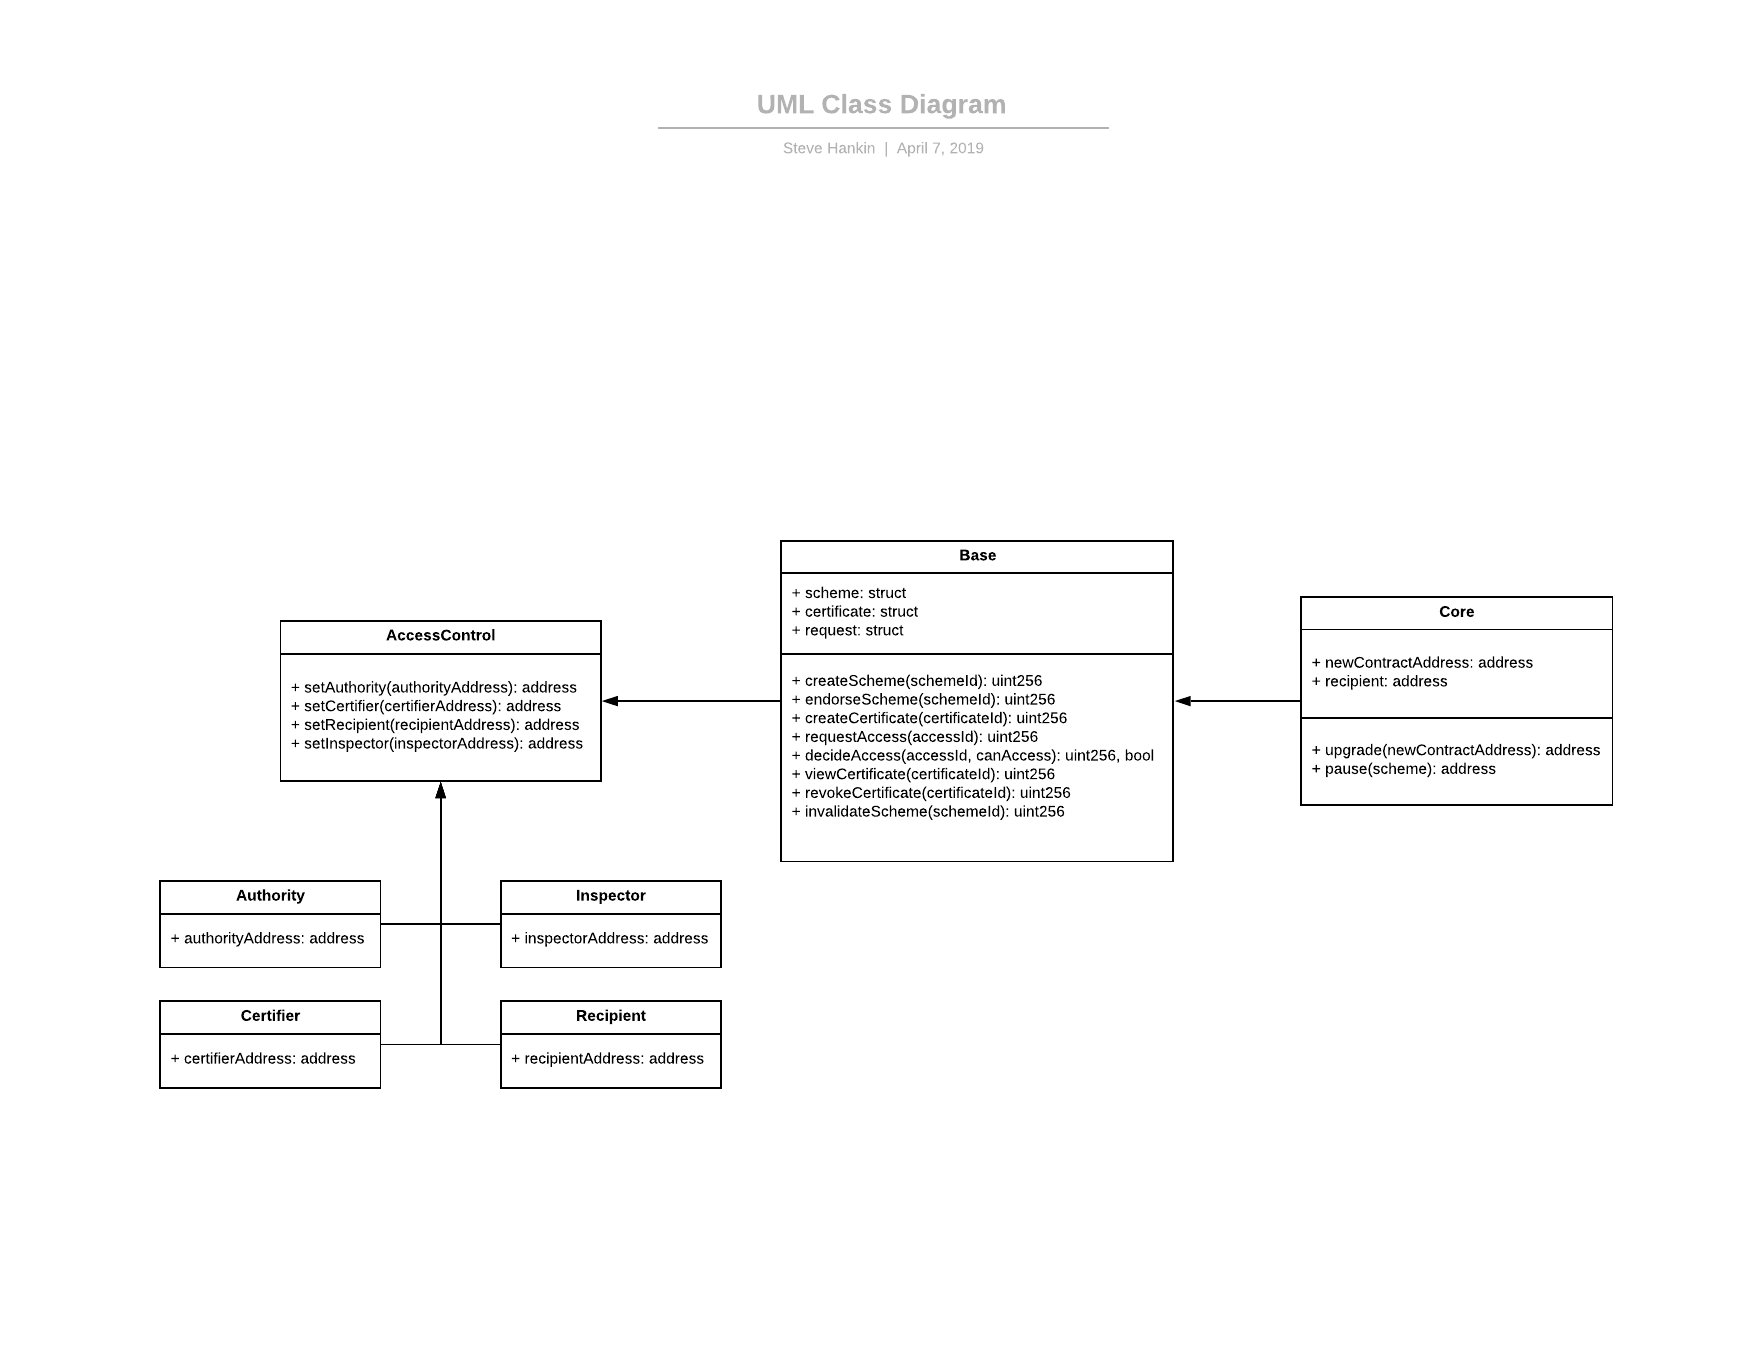 UML Class Diagram
Steve Hankin | April 7, 2019
AccessControl
+ setAuthority(authorityAddress): address
+ setCertifier(certifierAddress): address
+ setRecipient(recipientAddress): address
+ setInspector(inspectorAddress): address
Base
+ scheme: struct
+ certificate: struct
+ request: struct
+ createScheme(schemeId): uint256
+ endorseScheme(schemeId): uint256
+ createCertificate(certificateId): uint256
+ requestAccess(accessId): uint256
+ decideAccess(accessId, canAccess): uint256, bool
+ viewCertificate(certificateId): uint256
+ revokeCertificate(certificateId): uint256
+ invalidateScheme(schemeId): uint256
Core
+ newContractAddress: address
+ recipient: address
+ upgrade(newContractAddress): address
+ pause(scheme): address
Authority
+ authorityAddress: address
Inspector
+ inspectorAddress: address
Certifier
+ certifierAddress: address
Recipient
+ recipientAddress: address